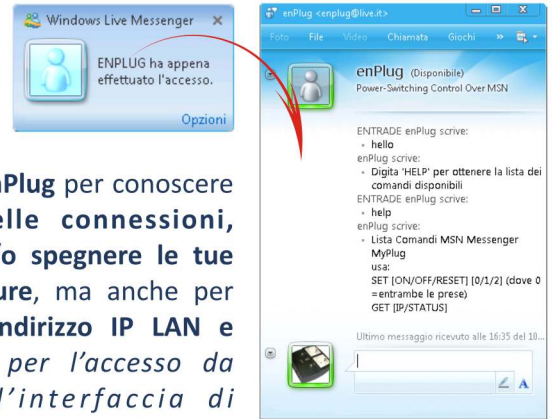 Windows Live Messenger
ENPLUG ha appena
effettuato l'accesso.
Opzioni
nPlug per conoscere
elle connessioni,
o spegnere le tue
ure, ma anche per
ndirizzo IP LAN e
per l'accesso da
l'interfaccia di
enPlug <enplug@live.it>
Foto File Video Chiamata Giochi »
enPlug (Disponibile)
Power-Switching Control Over MSN
ENTRADE enPlug scrive:
hello
enPlug scrive:
Digita 'HELP' per ottenere la lista dei
comandi disponibili
ENTRADE enPlug scrive:
help
enPlug scrive:
Lista Comandi MSN Messenger
MyPlug
usa:
SET [ON/OFF/RESET] [0/1/2] (dove 0
=entrambe le prese)
GET [IP/STATUS]
Ultimo messaggio ricevuto alle 16:35 del 10...
A